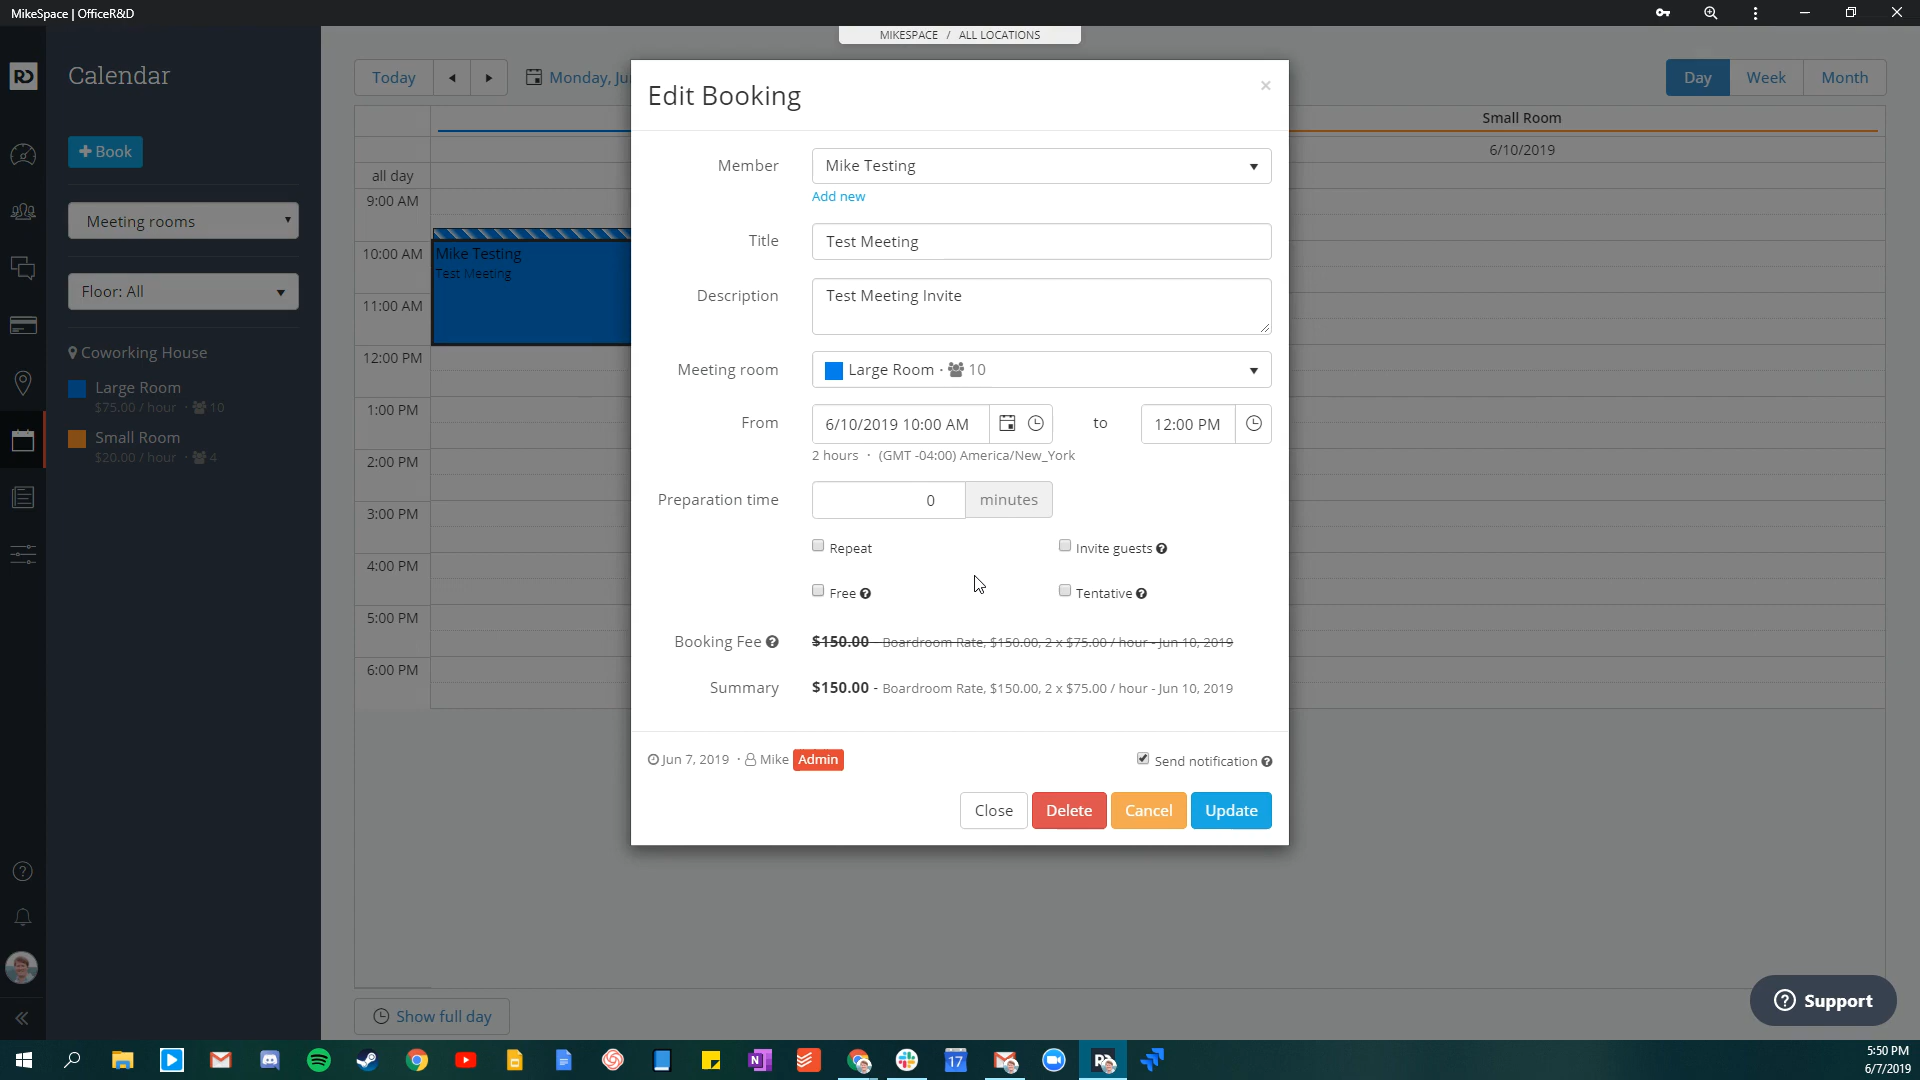 MikeSpace | OfficeR&D
MIKESPACE / ALL LOCATIONS
RD
Calendar
Today
Monday, Ju
Day
Week
Month
+ Book
Small Room
6/10/2019
all day
Meeting rooms
Floor: All
Coworking House
Large Room
$75.00 / hour · 10
Small Room
$20.00 / hour · 4
9:00 AM
10:00 AM
11:00 AM
12:00 PM
1:00 PM
2:00 PM
3:00 PM
4:00 PM
5:00 PM
6:00 PM
Mike Testing
Test Meeting
Show full day
Edit Booking
×
Member
Mike Testing
Add new
Title
Test Meeting
Description
Test Meeting Invite
Meeting room
Large Room · 10
From
6/10/2019 10:00 AM
to
12:00 PM
2 hours · (GMT -04:00) America/New_York
Preparation time
0
minutes
Repeat
Invite guests
Free
Tentative
Booking Fee
$150.00 - Boardroom Rate, $150.00, 2 x $75.00 / hour - Jun 10, 2019
Summary
$150.00 - Boardroom Rate, $150.00, 2 x $75.00 / hour - Jun 10, 2019
Jun 7, 2019 · Mike Admin
Send notification
Close
Delete
Cancel
Update
Support
17
5:50 PM
6/7/2019